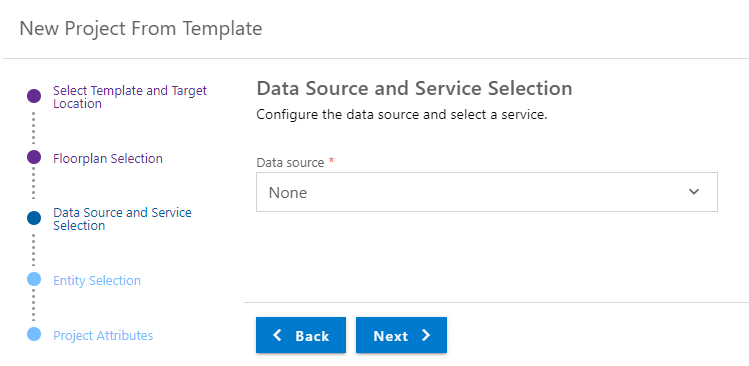 New Project From Template
Select Template and Target
Location
Floorplan Selection
Data Source and Service
Selection
Entity Selection
Project Attributes
Data Source and Service Selection
Configure the data source and select a service.
Data source *
None
Back
Next